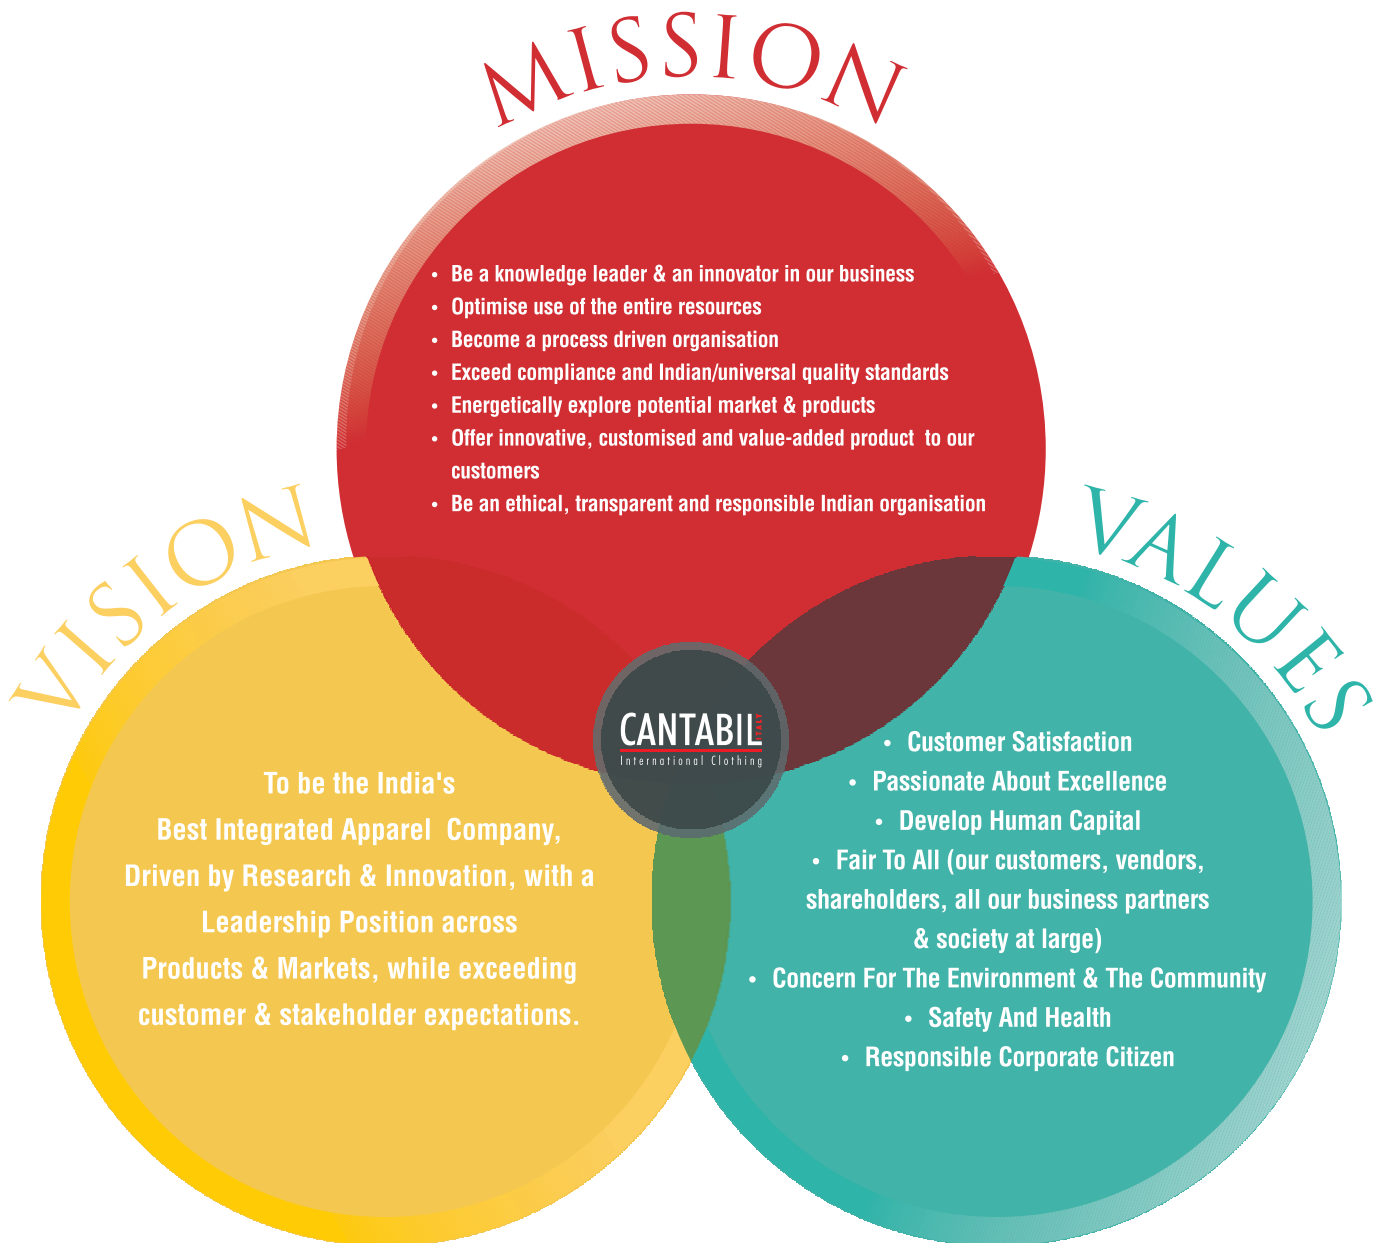 MISSION
• Be a knowledge leader & an innovator in our business
• Optimise use of the entire resources
• Become a process driven organisation
• Exceed compliance and Indian/universal quality standards
• Energetically explore potential market & products
• Offer innovative, customised and value-added product to our
customers
• Be an ethical, transparent and responsible Indian organisation
VISION
To be the India's
Best Integrated Apparel Company,
Driven by Research & Innovation, with a
Leadership Position across
Products & Markets, while exceeding
customer & stakeholder expectations.
CANTABIL ITALY
International Clothing
VALUES
• Customer Satisfaction
• Passionate About Excellence
• Develop Human Capital
• Fair To All (our customers, vendors,
shareholders, all our business partners
& society at large)
• Concern For The Environment & The Community
• Safety And Health
• Responsible Corporate Citizen